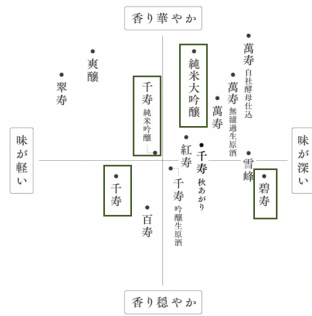 香り華やか
萬寿
自社酵母仕込
純米大吟醸
爽醸
翠寿
千寿
純米吟醸
萬寿
無濾過生原酒
萬寿
味が軽い
味が深い
紅寿
千寿
秋あがり
雪峰
千寿
千寿
吟醸生原酒
碧寿
百寿
香り穏やか